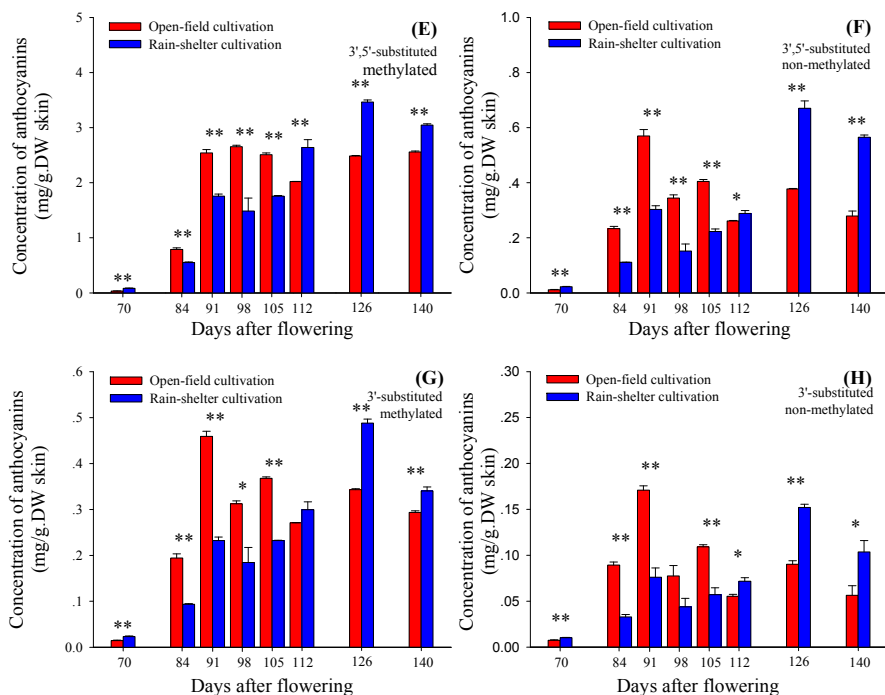 (E)
Open-field cultivation
Rain-shelter cultivation
3',5'-substituted
methylated
Concentration of anthocyanins
(mg/g.DW skin)
5
4
3
2
1
0
**
**
**
**
**
**
**
**
70
84
91
98
105
112
126
140
Days after flowering
(F)
Open-field cultivation
Rain-shelter cultivation
3',5'-substituted
non-methylated
Concentration of anthocyanins
(mg/g.DW skin)
1.0
.8
.6
.4
.2
0.0
**
**
**
**
**
*
**
**
70
84
91
98
105
112
126
140
Days after flowering
(G)
Open-field cultivation
Rain-shelter cultivation
3'-substituted
methylated
Concentration of anthocyanins
(mg/g.DW skin)
.6
.5
.4
.3
.2
.1
.0
**
**
**
*
**
**
**
70
84
91
98
105
112
126
140
Days after flowering
(H)
Open-field cultivation
Rain-shelter cultivation
3'-substituted
non-methylated
Concentration of anthocyanins
(mg/g.DW skin)
.30
.25
.20
.15
.10
.05
0.00
**
**
**
**
*
**
*
70
84
91
98
105
112
126
140
Days after flowering